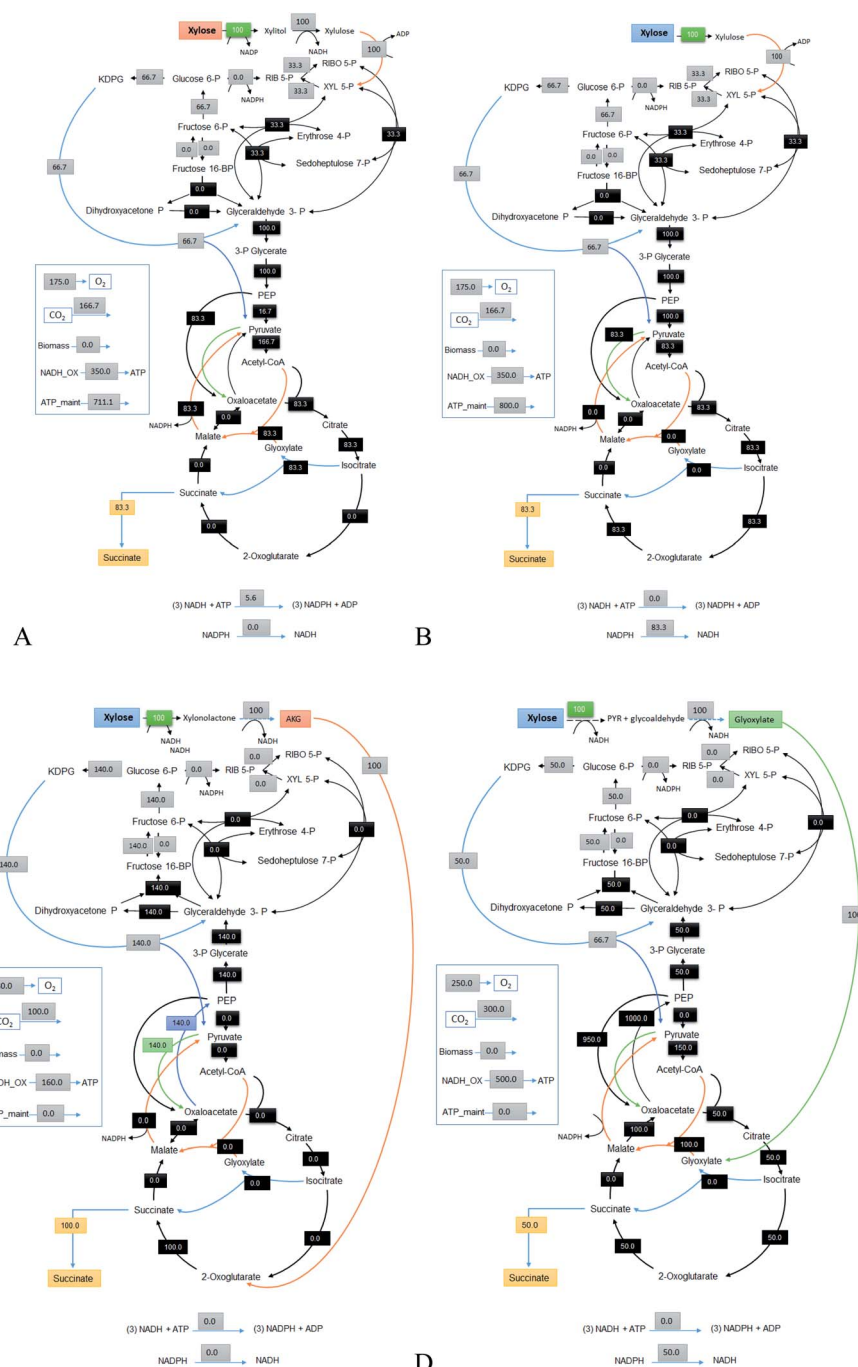 Xylose 100 Xylitol 100 Xylulose
NADP NADH 100 ADP
33.3 RIBO 5-P
KDPG 66.7 Glucose 6-P 0.0 RIB 5-P
33.3 XYL 5-P
NADPH
66.7
Fructose 6-P 33.3 Erythrose 4-P 33.3
0.0 0.0 33.3
66.7 Fructose 16-BP Sedoheptulose 7-P
0.0
Dihydroxyacetone P 0.0 Glyceraldehyde 3- P
100.0
66.7
3-P Glycerate
175.0 O2 100.0
CO2 166.7 PEP
83.3 16.7
Pyruvate
Biomass 0.0 166.7
Acetyl-CoA
NADH_OX 350.0 ATP
ATP_maint 711.1 Oxaloacetate
83.3 83.3
NADPH 0.0 Citrate
Malate 83.3 83.3
Glyoxylate
0.0 83.3 Isocitrate
Succinate
83.3 0.0 0.0
Succinate 2-Oxoglutarate
(3) NADH + ATP 5.6 (3) NADPH + ADP
A NADPH 0.0 NADH
Xylose 100 Xylulose
100 ADP
33.3 RIBO 5-P
KDPG 66.7 Glucose 6-P 0.0 RIB 5-P
33.3 XYL 5-P
NADPH
66.7
Fructose 6-P 33.3 Erythrose 4-P 33.3
0.0 0.0 33.3
66.7 Fructose 16-BP Sedoheptulose 7-P
0.0
Dihydroxyacetone P 0.0 Glyceraldehyde 3- P
100.0
66.7
3-P Glycerate
175.0 O2 100.0
CO2 166.7 PEP
100.0
83.3 Pyruvate
Biomass 0.0 83.3
Acetyl-CoA
NADH_OX 350.0 ATP
ATP_maint 800.0 Oxaloacetate
0.0 83.3
NADPH 0.0 Citrate
Malate 0.0 83.3
Glyoxylate
0.0 0.0 Isocitrate
Succinate
83.3 83.3 83.3
Succinate 2-Oxoglutarate
(3) NADH + ATP 0.0 (3) NADPH + ADP
B NADPH 83.3 NADH
Xylose 100 Xylonolactone 100 AKG
NADH NADH 100
NADH
0.0 RIBO 5-P
KDPG 140.0 Glucose 6-P 0.0 RIB 5-P
0.0 XYL 5-P
NADPH
140.0
Fructose 6-P 0.0 Erythrose 4-P 0.0
140.0 0.0 0.0
140.0 Fructose 16-BP Sedoheptulose 7-P
140.0
Dihydroxyacetone P 140.0 Glyceraldehyde 3- P
140.0
140.0
3-P Glycerate
O2 140.0
100.0 PEP
140.0 0.0
140.0 Pyruvate
0.0 0.0
Acetyl-CoA
160.0 ATP
0.0 Oxaloacetate
0.0 0.0
NADPH 0.0 Citrate
Malate 0.0 0.0
Glyoxylate
0.0 0.0 Isocitrate
Succinate
100.0 100.0 0.0
Succinate 2-Oxoglutarate
(3) NADH + ATP 0.0 (3) NADPH + ADP
NADPH 0.0 NADH
Xylose 100 PYR + glycoaldehyde 100 Glyoxylate
NADH NADH
0.0 RIBO 5-P
KDPG 50.0 Glucose 6-P 0.0 RIB 5-P
0.0 XYL 5-P
NADPH
50.0
Fructose 6-P 0.0 Erythrose 4-P 0.0
50.0 0.0 0.0
50.0 Fructose 16-BP Sedoheptulose 7-P
50.0
Dihydroxyacetone P 50.0 Glyceraldehyde 3- P
50.0
66.7
3-P Glycerate
250.0 O2 50.0
CO2 300.0 PEP
1000.0 0.0
950.0 Pyruvate
Biomass 0.0 150.0
Acetyl-CoA
NADH_OX 500.0 ATP
ATP_maint 0.0 Oxaloacetate
50.0
NADPH 100.0 Citrate
Malate 100.0 50.0
Glyoxylate
0.0 0.0 Isocitrate
Succinate
50.0 50.0 50.0
Succinate 2-Oxoglutarate
(3) NADH + ATP 0.0 (3) NADPH + ADP
NADPH 50.0 NADH